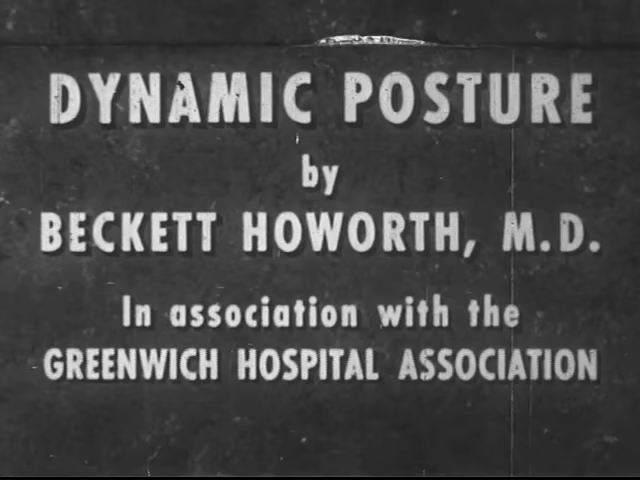 DYNAMIC POSTURE
by
BECKETT HOWORTH, M.D.
In association with the
GREENWICH HOSPITAL ASSOCIATION